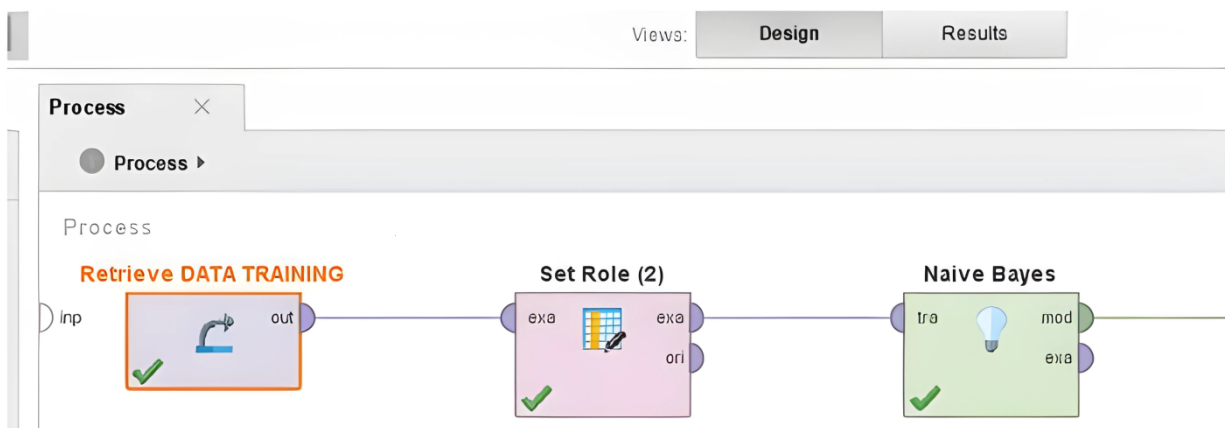 Views: Design Results
Process
Process
Process
Retrieve DATA TRAINING Set Role (2) Naive Bayes
inp out exa exa tra mod
ori exa